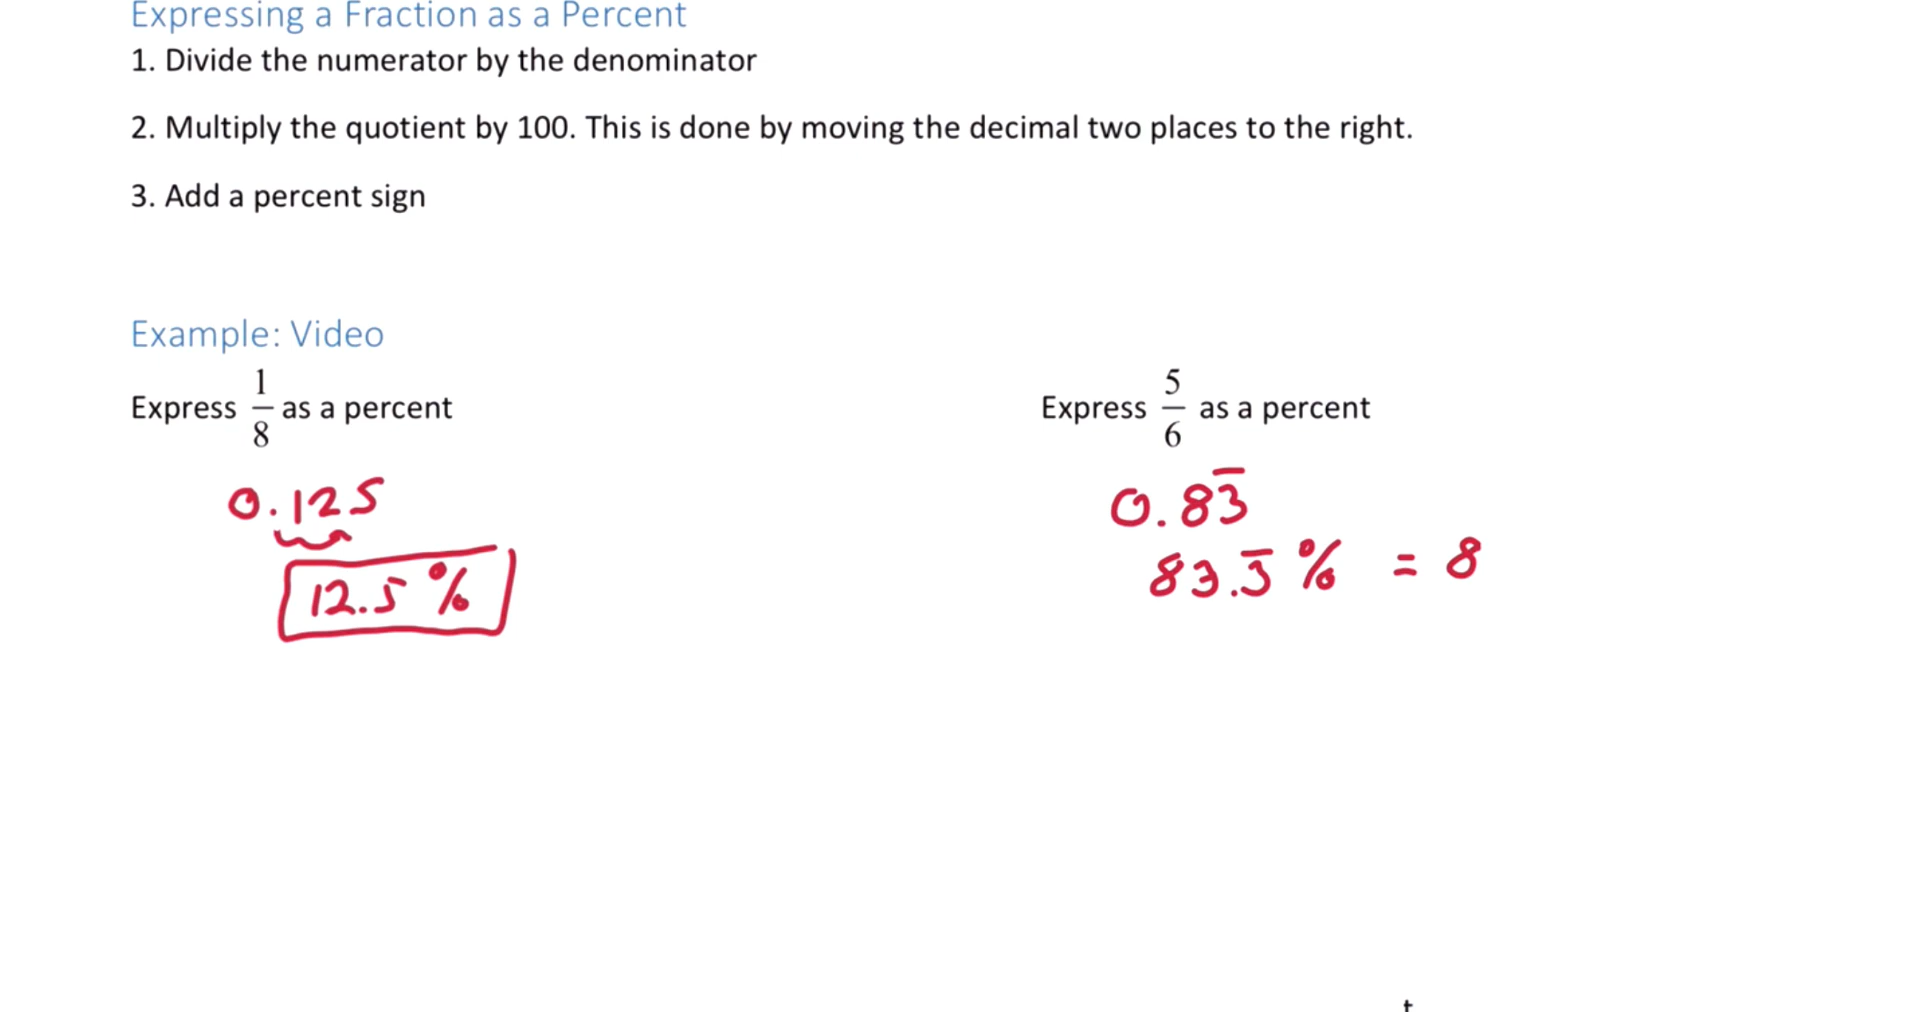 Expressing a Fraction as a Percent
1. Divide the numerator by the denominator
2. Multiply the quotient by 100. This is done by moving the decimal two places to the right.
3. Add a percent sign
Example: Video
Express 1/8 as a percent
0.125
12.5 %
Express 5/6 as a percent
0.83̅
83.3̅ % = 8
t